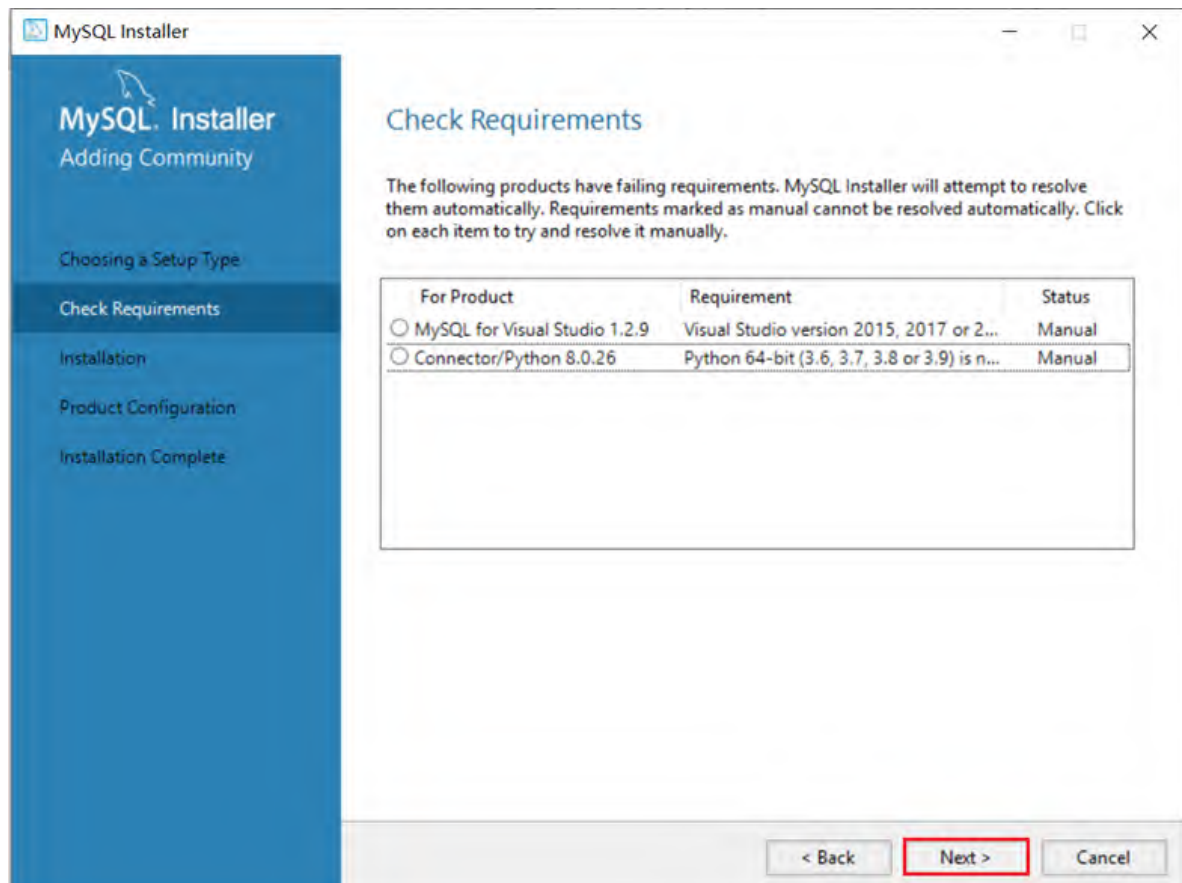 MySQL Installer
MySQL. Installer
Adding Community
Choosing a Setup Type
Check Requirements
Installation
Product Configuration
Installation Complete
Check Requirements
The following products have failing requirements. MySQL Installer will attempt to resolve
them automatically. Requirements marked as manual cannot be resolved automatically. Click
on each item to try and resolve it manually.
For Product Requirement Status
MySQL for Visual Studio 1.2.9 Visual Studio version 2015, 2017 or 2... Manual
Connector/Python 8.0.26 Python 64-bit (3.6, 3.7, 3.8 or 3.9) is n... Manual
< Back Next > Cancel